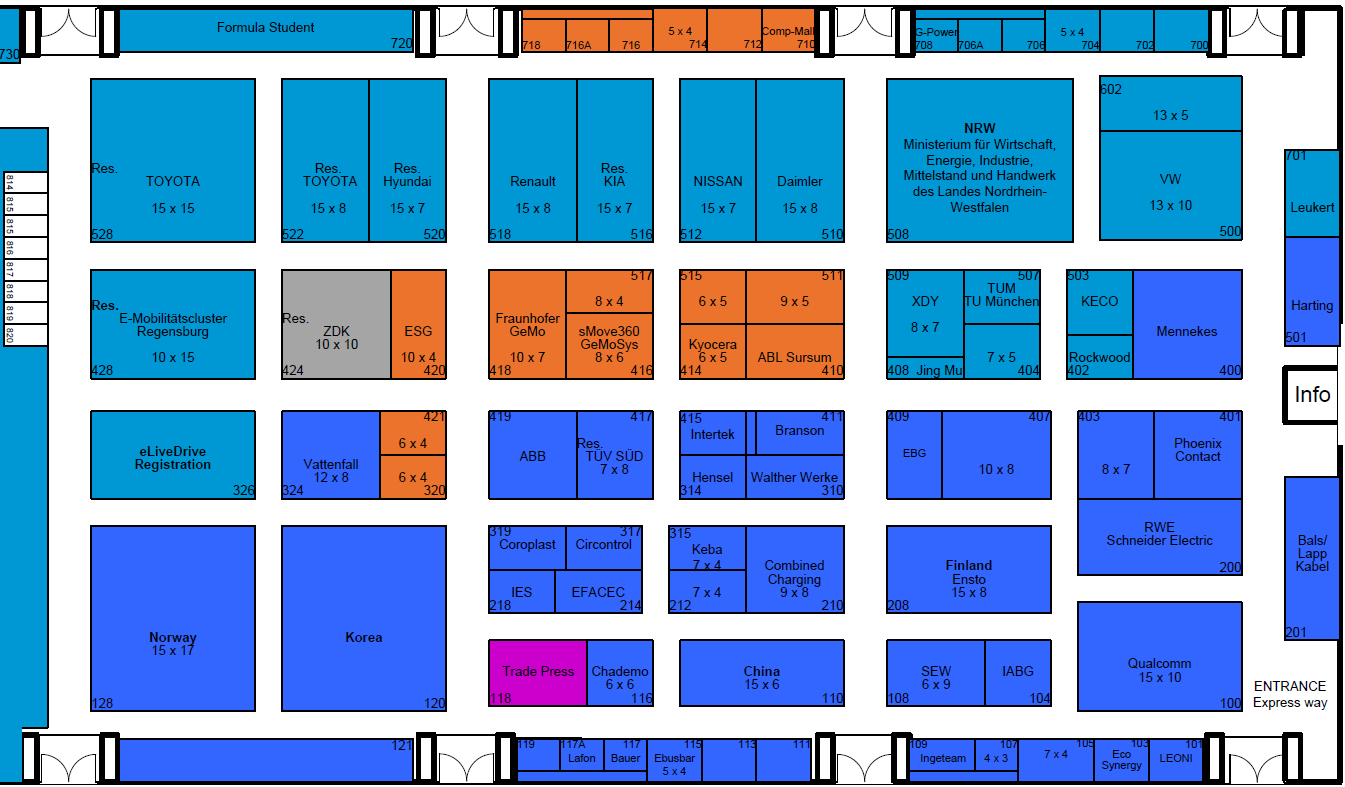 730
Formula Student
720
718
716A
716
5 x 4
714
712
Comp-Mall
710
G-Power
708
706A
706
5 x 4
704
702
700
Res.
TOYOTA
15 x 15
528
Res.
TOYOTA
15 x 8
522
Res.
Hyundai
15 x 7
520
Renault
15 x 8
518
Res.
KIA
15 x 7
516
NISSAN
15 x 7
512
Daimler
15 x 8
510
NRW
Ministerium für Wirtschaft,
Energie, Industrie,
Mittelstand und Handwerk
des Landes Nordrhein-
Westfalen
508
602
13 x 5
VW
13 x 10
500
701
Leukert
Harting
501
814
815
815
816
817
818
819
820
Res.
E-Mobilitätscluster
Regensburg
10 x 15
428
Res.
ZDK
10 x 10
424
ESG
10 x 4
420
Fraunhofer
GeMo
10 x 7
418
517
8 x 4
sMove360
GeMoSys
8 x 6
416
515
6 x 5
Kyocera
6 x 5
414
511
9 x 5
ABL Sursum
410
509
XDY
8 x 7
408 Jing Mu
507
TUM
TU München
7 x 5
404
503
KECO
Rockwood
402
Mennekes
400
Info
eLiveDrive
Registration
326
Vattenfall
12 x 8
324
421
6 x 4
6 x 4
320
419
ABB
417
Res.
TÜV SÜD
7 x 8
415
Intertek
Hensel
314
411
Branson
Walther Werke
310
409
EBG
407
10 x 8
403
8 x 7
401
Phoenix
Contact
RWE
Schneider Electric
200
Bals/
Lapp
Kabel
201
Norway
15 x 17
128
Korea
120
319
Coroplast
317
Circontrol
IES
218
EFACEC
214
315
Keba
7 x 4
7 x 4
212
Combined
Charging
9 x 8
210
Finland
Ensto
15 x 8
208
Trade Press
118
Chademo
6 x 6
116
China
15 x 6
110
SEW
6 x 9
108
IABG
104
Qualcomm
15 x 10
100
ENTRANCE
Express way
121
119
117A
Lafon
117
Bauer
115
Ebusbar
5 x 4
113
111
109
Ingeteam
107
4 x 3
105
7 x 4
103
Eco
Synergy
101
LEONI